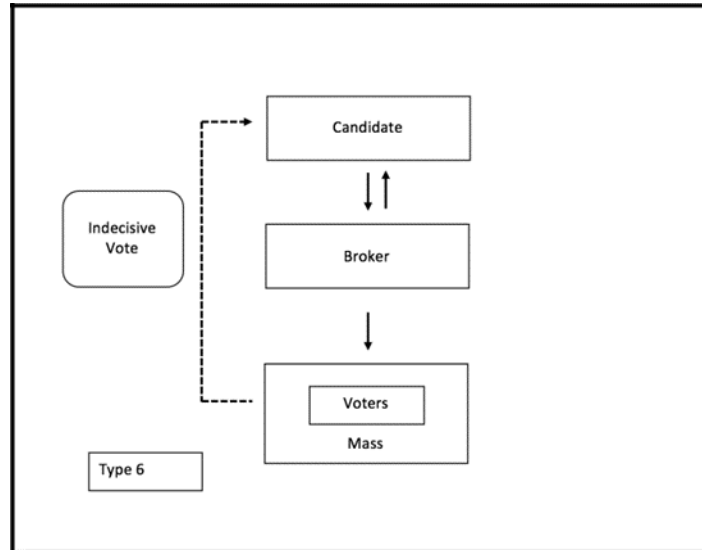 Candidate
Indecisive
Vote
Broker
Voters
Mass
Type 6